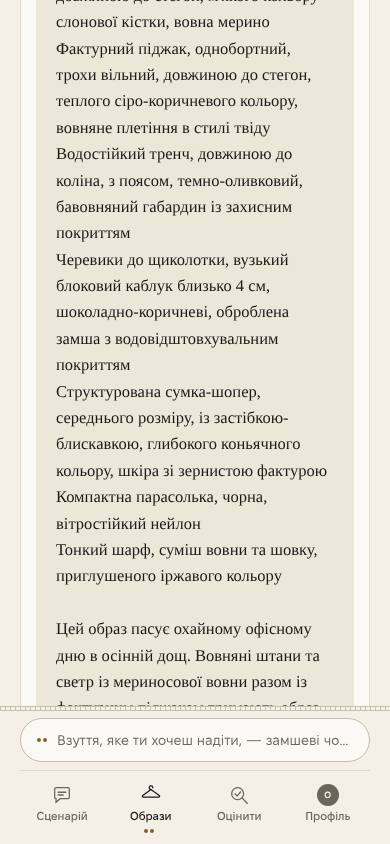 довжиною до стегон, м'якого кольору
слонової кістки, вовна мерино
Фактурний піджак, однобортний,
трохи вільний, довжиною до стегон,
теплого сіро-коричневого кольору,
вовняне плетіння в стилі твіду
Водостійкий тренч, довжиною до
коліна, з поясом, темно-оливковий,
бавовняний габардин із захисним
покриттям
Черевики до щиколотки, вузький
блоковий каблук близько 4 см,
шоколадно-коричневі, оброблена
замша з водовідштовхувальним
покриттям
Структурована сумка-шопер,
середнього розміру, із застібкою-
блискавкою, глибокого коньячного
кольору, шкіра зі зернистою фактурою
Компактна парасолька, чорна,
вітростійкий нейлон
Тонкий шарф, суміш вовни та шовку,
приглушеного іржавого кольору
Цей образ пасує охайному офісному
дню в осінній дощ. Вовняні штани та
светр із мериносової вовни разом із
Взуття, яке ти хочеш надіти, — замшеві чо...
Сценарій
Образи
Оцінити
О
Профіль